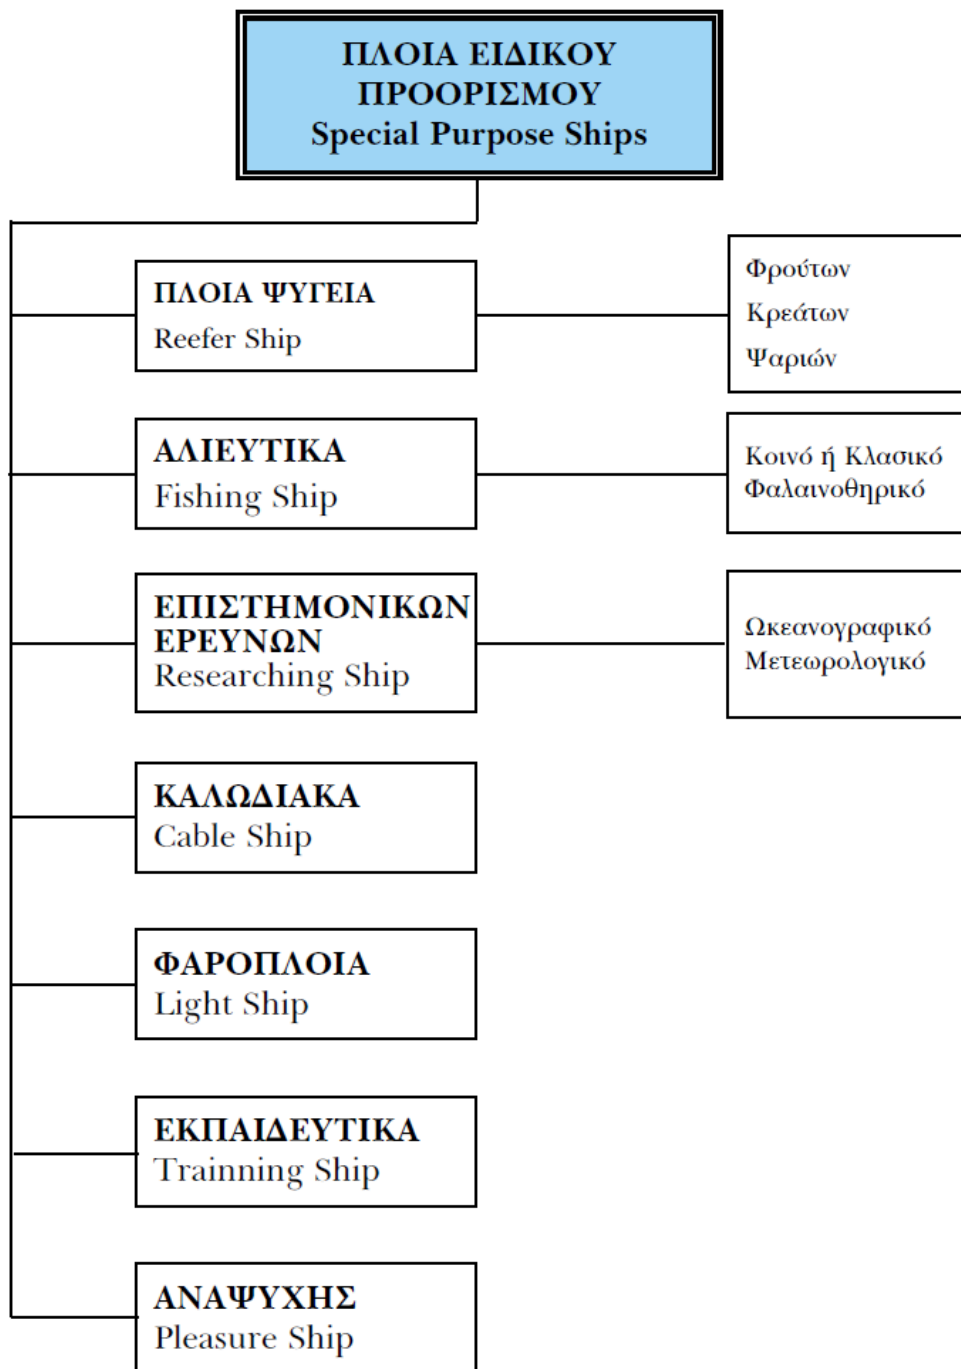 ΠΛΟΙΑ ΕΙΔΙΚΟΥ
ΠΡΟΟΡΙΣΜΟΥ
Special Purpose Ships
ΠΛΟΙΑ ΨΥΓΕΙΑ
Reefer Ship
Φρούτων
Κρεάτων
Ψαριών
ΑΛΙΕΥΤΙΚΑ
Fishing Ship
Κοινό ή Κλασικό
Φαλαινοθηρικό
ΕΠΙΣΤΗΜΟΝΙΚΩΝ
ΕΡΕΥΝΩΝ
Researching Ship
Ωκεανογραφικό
Μετεωρολογικό
ΚΑΛΩΔΙΑΚΑ
Cable Ship
ΦΑΡΟΠΛΟΙΑ
Light Ship
ΕΚΠΑΙΔΕΥΤΙΚΑ
Trainning Ship
ΑΝΑΨΥΧΗΣ
Pleasure Ship